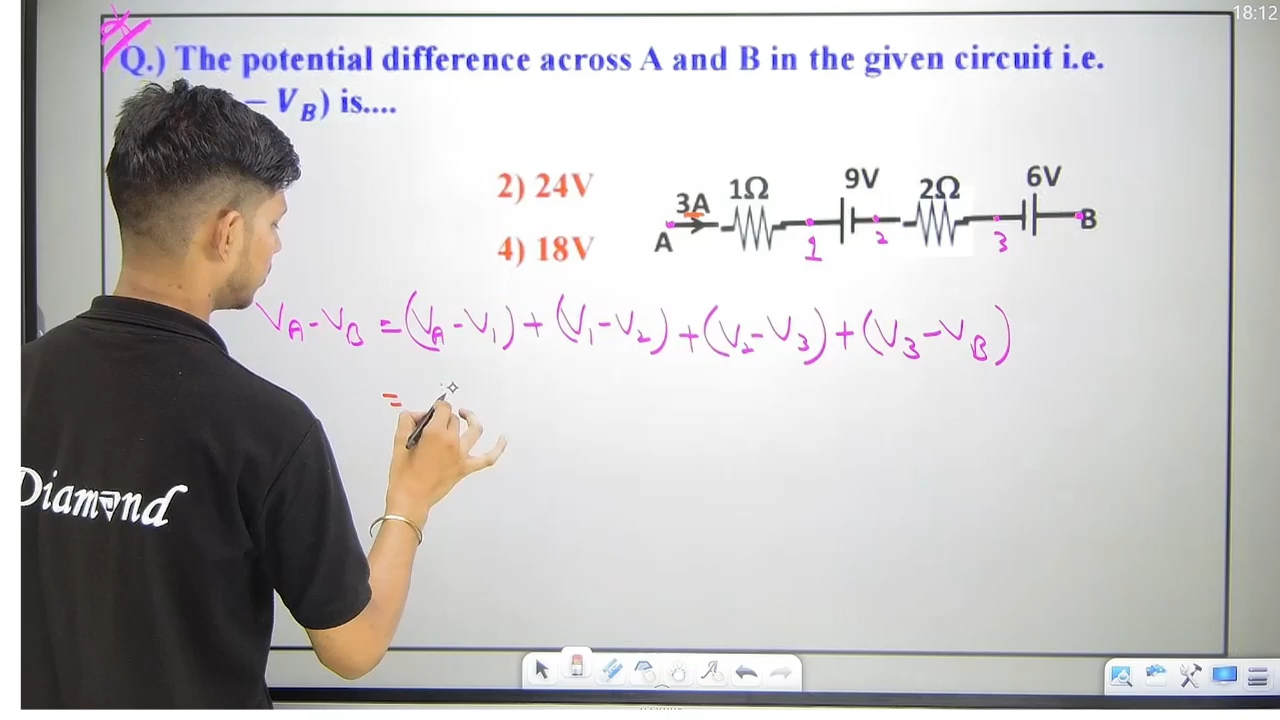 18:12
Q.) The potential difference across A and B in the given circuit i.e.
– V_B) is....
2) 24V
4) 18V
3A 1Ω 9V 2Ω 6V
A 1 2 3 B
V_A - V_B = (V_A - V_1) + (V_1 - V_2) + (V_2 - V_3) + (V_3 - V_B)
=
Diamond